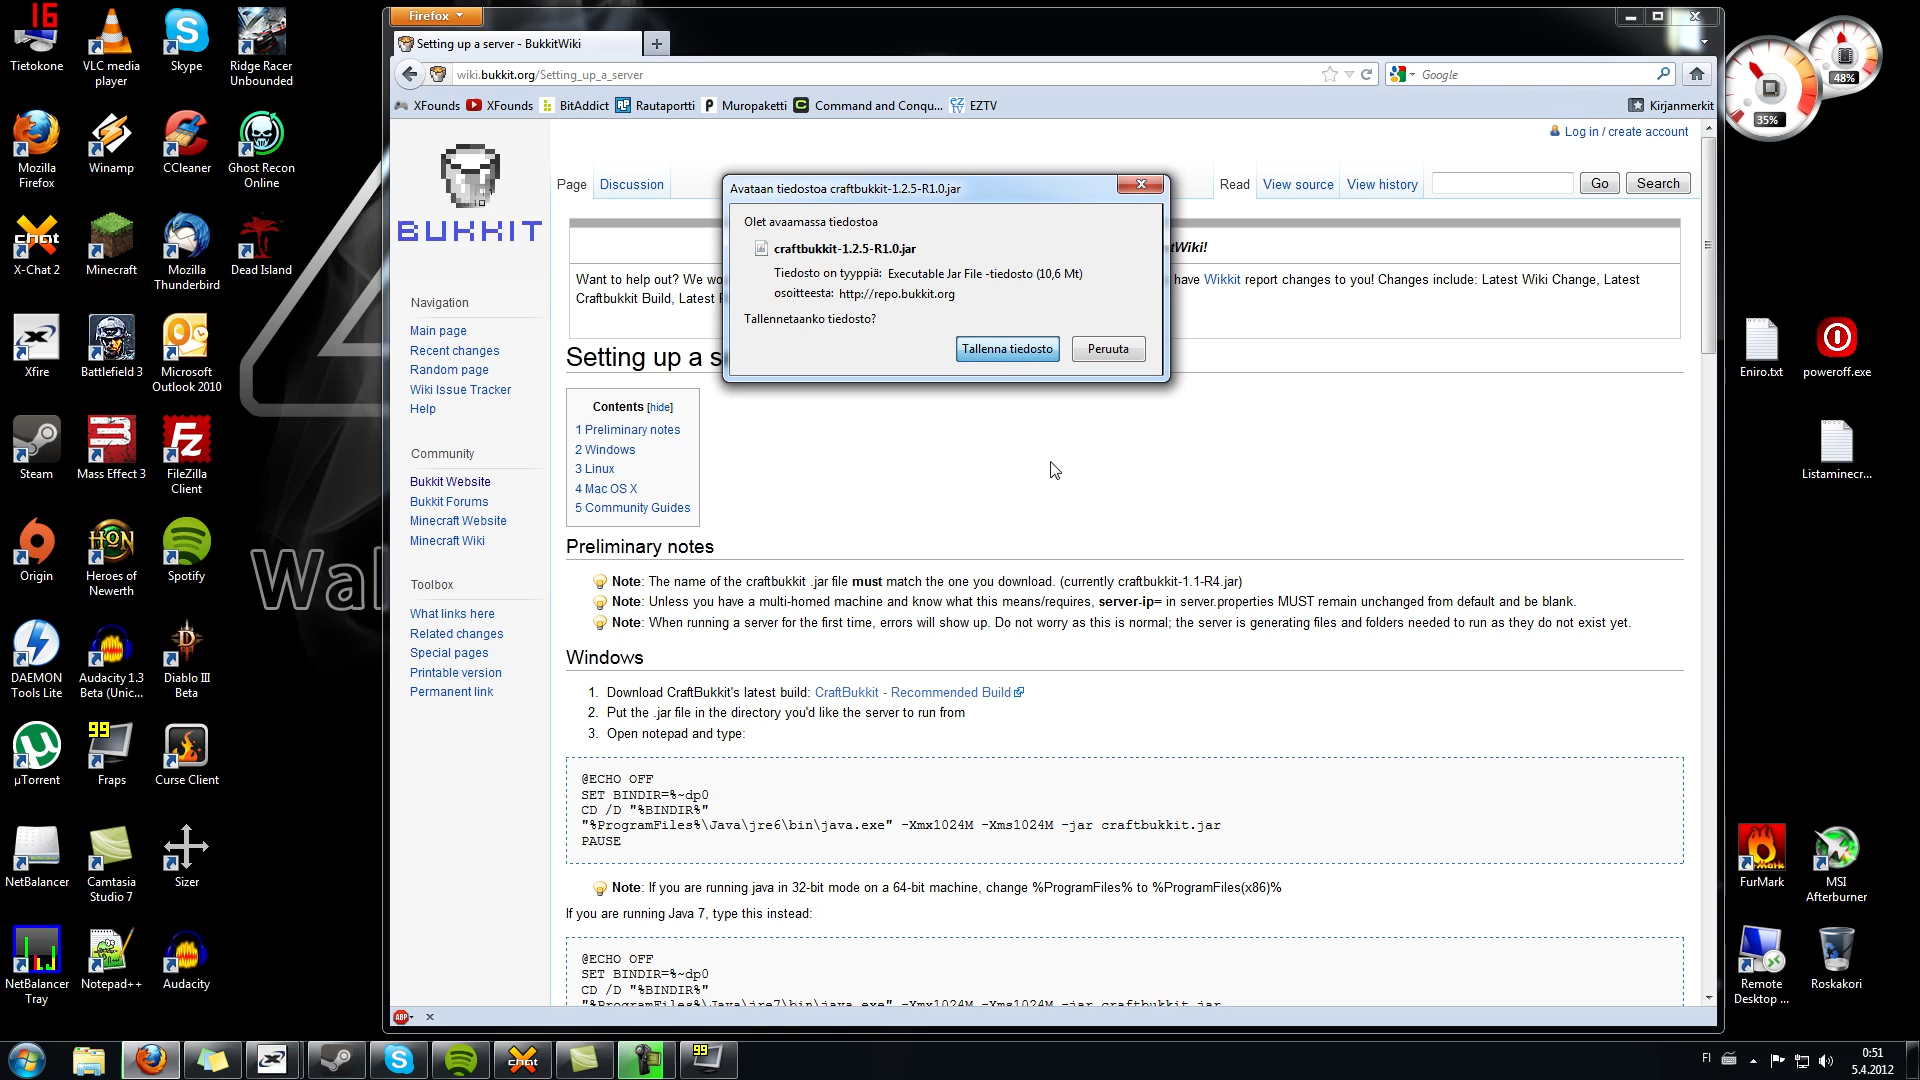 16
Tietokone
VLC media
player
Skype
Ridge Racer
Unbounded
Mozilla
Firefox
Winamp
CCleaner
Ghost Recon
Online
X-Chat 2
Minecraft
Mozilla
Thunderbird
Dead Island
Xfire
Battlefield 3
Microsoft
Outlook 2010
Steam
Mass Effect 3
FileZilla
Client
Origin
Heroes of
Newerth
Spotify
DAEMON
Tools Lite
Audacity 1.3
Beta (Unic...
Diablo III
Beta
µTorrent
99
Fraps
Curse Client
NetBalancer
Camtasia
Studio 7
Sizer
NetBalancer
Tray
Notepad++
Audacity
Wal
Firefox
Setting up a server - BukkitWiki
wiki.bukkit.org/Setting_up_a_server
Google
XFounds
XFounds
BitAddict
Rautaportti
Muropaketti
Command and Conqu...
EZTV
Kirjanmerkit
Log in / create account
Page
Discussion
Read
View source
View history
Go
Search
BUKKIT
Navigation
Main page
Recent changes
Random page
Wiki Issue Tracker
Help
Community
Bukkit Website
Bukkit Forums
Minecraft Website
Minecraft Wiki
Toolbox
What links here
Related changes
Special pages
Printable version
Permanent link
tWiki!
Want to help out? We wo
have Wikkit report changes to you! Changes include: Latest Wiki Change, Latest
Craftbukkit Build, Latest
Avataan tiedostoa craftbukkit-1.2.5-R1.0.jar
Olet avaamassa tiedostoa
craftbukkit-1.2.5-R1.0.jar
Tiedosto on tyyppiä: Executable Jar File -tiedosto (10,6 Mt)
osoitteesta: http://repo.bukkit.org
Tallennetaanko tiedosto?
Tallenna tiedosto
Peruuta
Setting up a s
Contents [hide]
1 Preliminary notes
2 Windows
3 Linux
4 Mac OS X
5 Community Guides
Preliminary notes
Note: The name of the craftbukkit .jar file must match the one you download. (currently craftbukkit-1.1-R4.jar)
Note: Unless you have a multi-homed machine and know what this means/requires, server-ip= in server.properties MUST remain unchanged from default and be blank.
Note: When running a server for the first time, errors will show up. Do not worry as this is normal; the server is generating files and folders needed to run as they do not exist yet.
Windows
1. Download CraftBukkit's latest build: CraftBukkit - Recommended Build
2. Put the .jar file in the directory you'd like the server to run from
3. Open notepad and type:
@ECHO OFF
SET BINDIR=%~dp0
CD /D "%BINDIR%"
"%ProgramFiles%\Java\jre6\bin\java.exe" -Xmx1024M -Xms1024M -jar craftbukkit.jar
PAUSE
Note: If you are running java in 32-bit mode on a 64-bit machine, change %ProgramFiles% to %ProgramFiles(x86)%
If you are running Java 7, type this instead:
@ECHO OFF
SET BINDIR=%~dp0
CD /D "%BINDIR%"
"%ProgramFiles%\Java\jre7\bin\java.exe" -Xmx1024M -Xms1024M -jar craftbukkit.jar
ABP
48%
35%
Eniro.txt
poweroff.exe
Listaminecr...
FurMark
MSI
Afterburner
Remote
Desktop ...
Roskakori
99
FI
0:51
5.4.2012